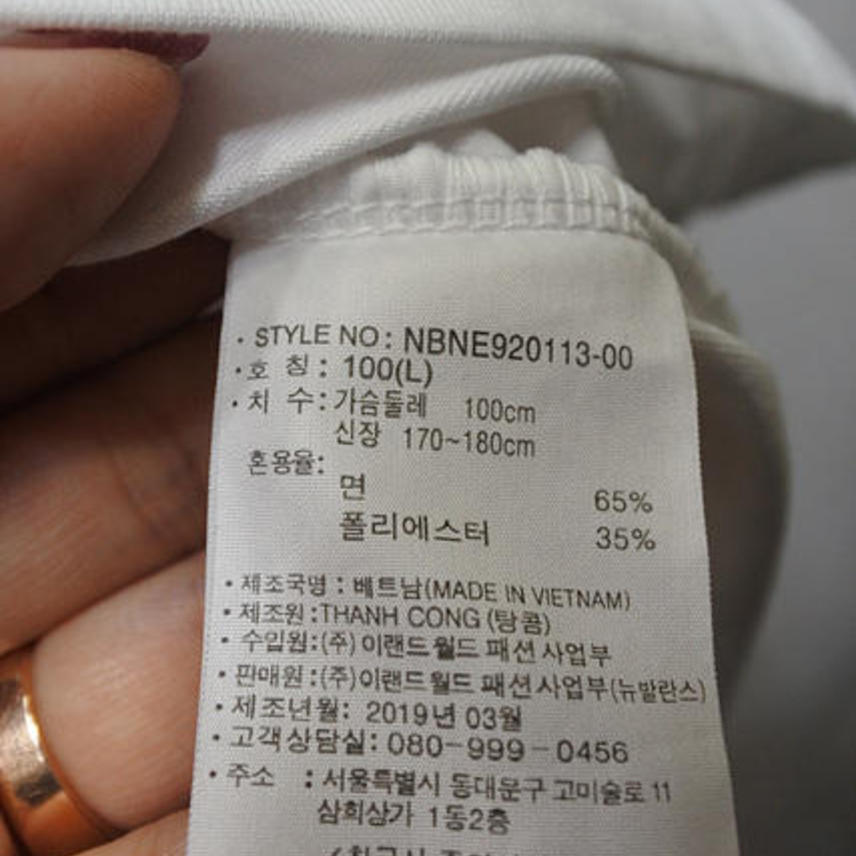 · STYLE NO: NBNE920113-00
· 호 칭: 100(L)
· 치 수: 가슴둘레 100cm
신장 170~180cm
혼용율:
면 65%
폴리에스터 35%
· 제조국명: 베트남(MADE IN VIETNAM)
· 제조원:THANH CONG (탕콤)
· 수입원:(주) 이랜드월드 패션 사업부
· 판매원:(주)이랜드월드 패션사업부(뉴발란스)
· 제조년월: 2019년 03월
· 고객상담실: 080-999-0456
· 주소 : 서울특별시 동대문구 고미술로 11
삼희상가 1동2층